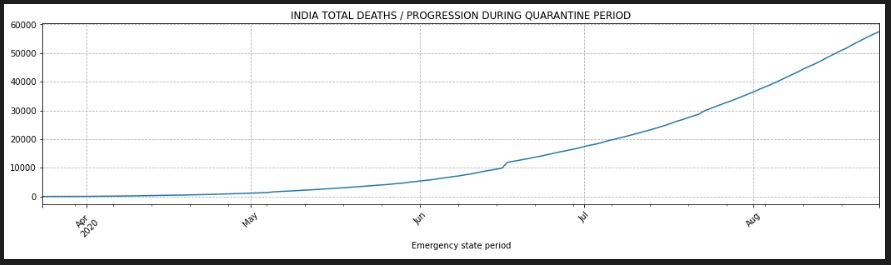 INDIA TOTAL DEATHS / PROGRESSION DURING QUARANTINE PERIOD
60000
50000
40000
30000
20000
10000
0
Apr
2020
May
Jun
Jul
Aug
Emergency state period